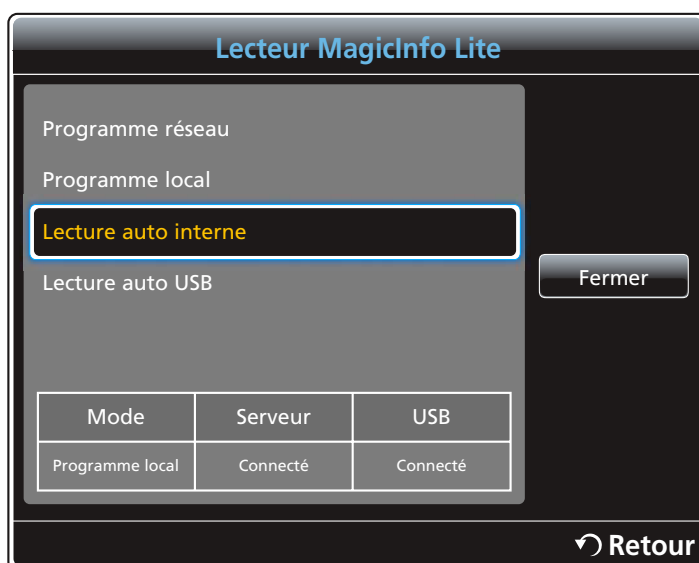 Lecteur MagicInfo Lite
Programme réseau
Programme local
Lecture auto interne
Lecture auto USB
Fermer
Mode Serveur USB
Programme local Connecté Connecté
Retour